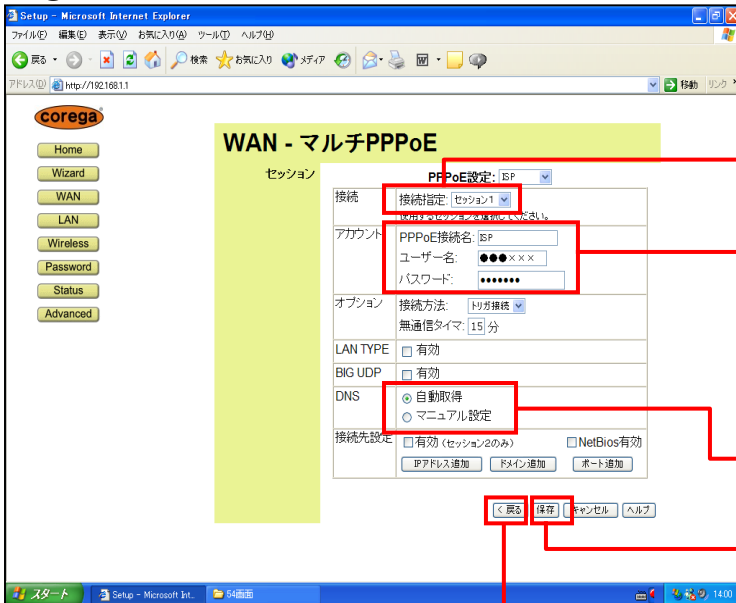 Setup - Microsoft Internet Explorer
ファイル(F) 編集(E) 表示(V) お気に入り(A) ツール(T) ヘルプ(H)
戻る 検索 お気に入り メディア
アドレス(D) http://192.168.1.1 移動 リンク
corega
Home
Wizard
WAN
LAN
Wireless
Password
Status
Advanced
WAN - マルチPPPoE
セッション
PPPoE設定: ISP
接続 接続指定: セッション1
使用するセッションを選択してください。
アカウント PPPoE接続名: ISP
ユーザー名: ●●●×××
パスワード: ●●●●●●●
オプション 接続方法: トリガ接続
無通信タイマ: 15 分
LAN TYPE 有効
BIG UDP 有効
DNS 自動取得
マニュアル設定
接続先設定 有効 (セッション2のみ) NetBios有効
IPアドレス追加 ドメイン追加 ポート追加
< 戻る 保存 キャンセル ヘルプ
スタート Setup - Microsoft Int... 54画面 14:00